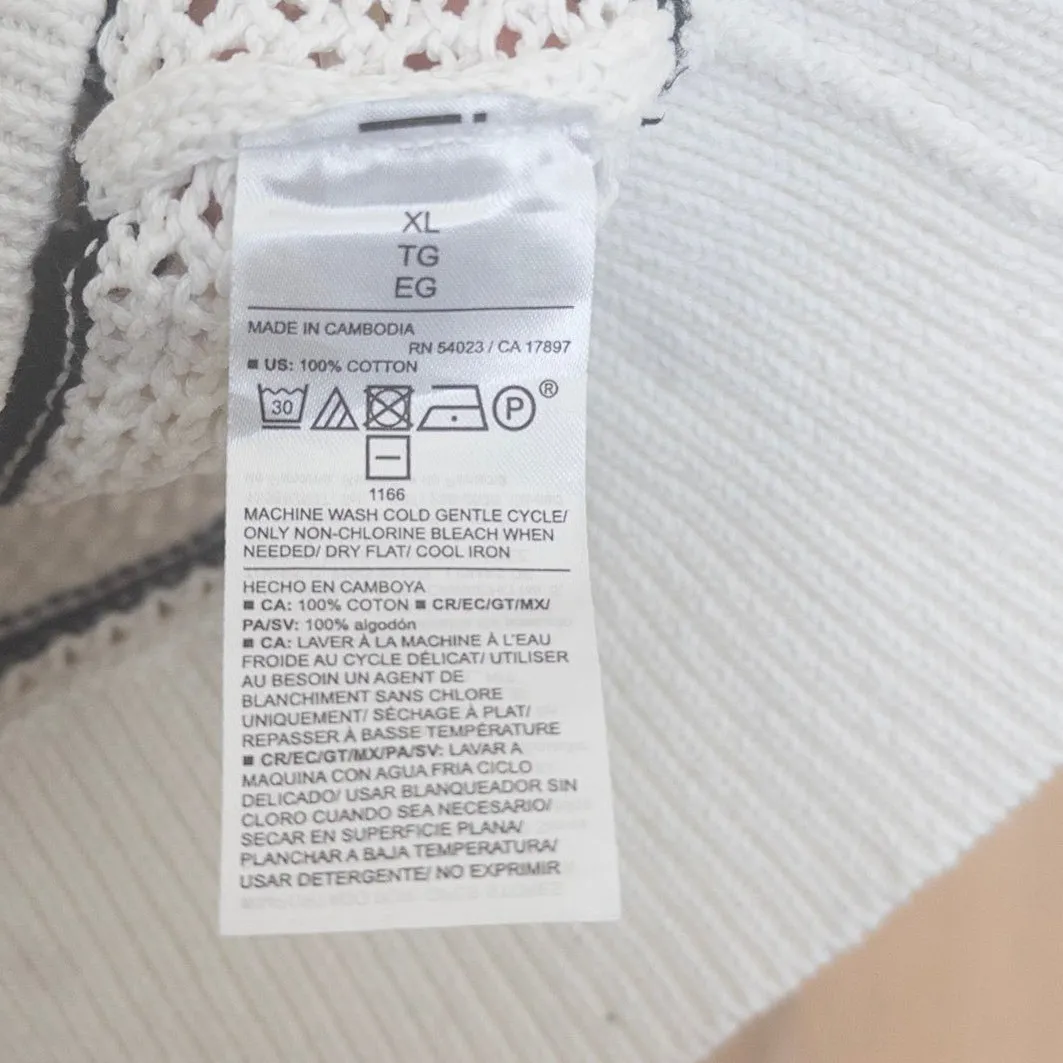 XL
TG
EG
MADE IN CAMBODIA
RN 54023 / CA 17897
■ US: 100% COTTON
30 P ®
1166
MACHINE WASH COLD GENTLE CYCLE/
ONLY NON-CHLORINE BLEACH WHEN
NEEDED/ DRY FLAT/ COOL IRON
HECHO EN CAMBOYA
■ CA: 100% COTON ■ CR/EC/GT/MX/
PA/SV: 100% algodón
■ CA: LAVER À LA MACHINE À L'EAU
FROIDE AU CYCLE DÉLICAT/ UTILISER
AU BESOIN UN AGENT DE
BLANCHIMENT SANS CHLORE
UNIQUEMENT/ SÉCHAGE À PLAT/
REPASSER À BASSE TEMPÉRATURE
■ CR/EC/GT/MX/PA/SV: LAVAR A
MAQUINA CON AGUA FRIA CICLO
DELICADO/ USAR BLANQUEADOR SIN
CLORO CUANDO SEA NECESARIO/
SECAR EN SUPERFICIE PLANA/
PLANCHAR A BAJA TEMPERATURA/
USAR DETERGENTE/ NO EXPRIMIR